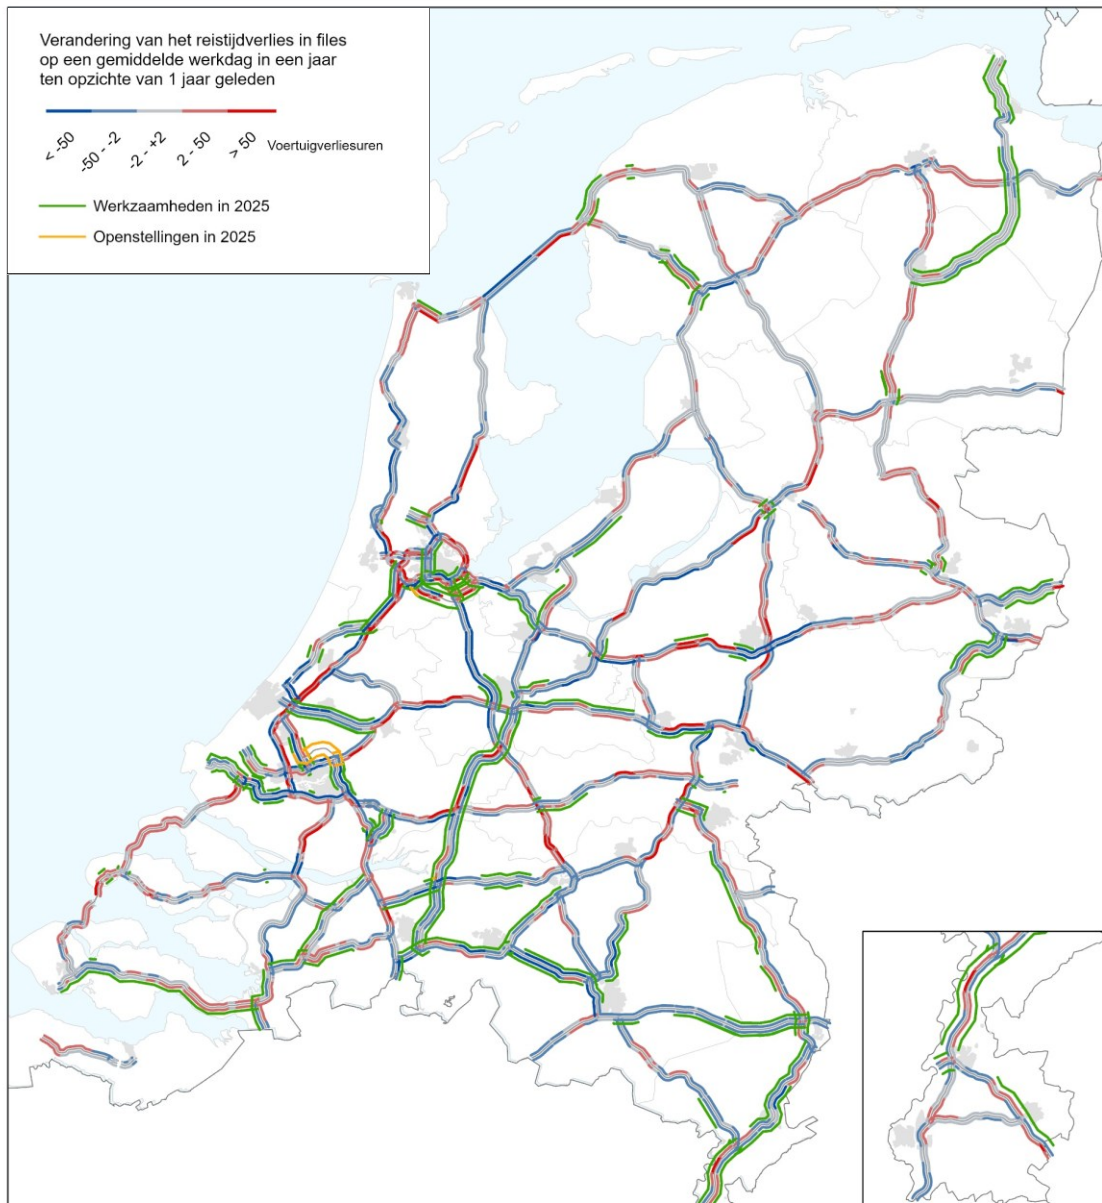 Verandering van het reistijdverlies in files
op een gemiddelde werkdag in een jaar
ten opzichte van 1 jaar geleden
< -50
-50 - -2
-2 - +2
2 - 50
> 50
Voertuigverliesuren
Werkzaamheden in 2025
Openstellingen in 2025